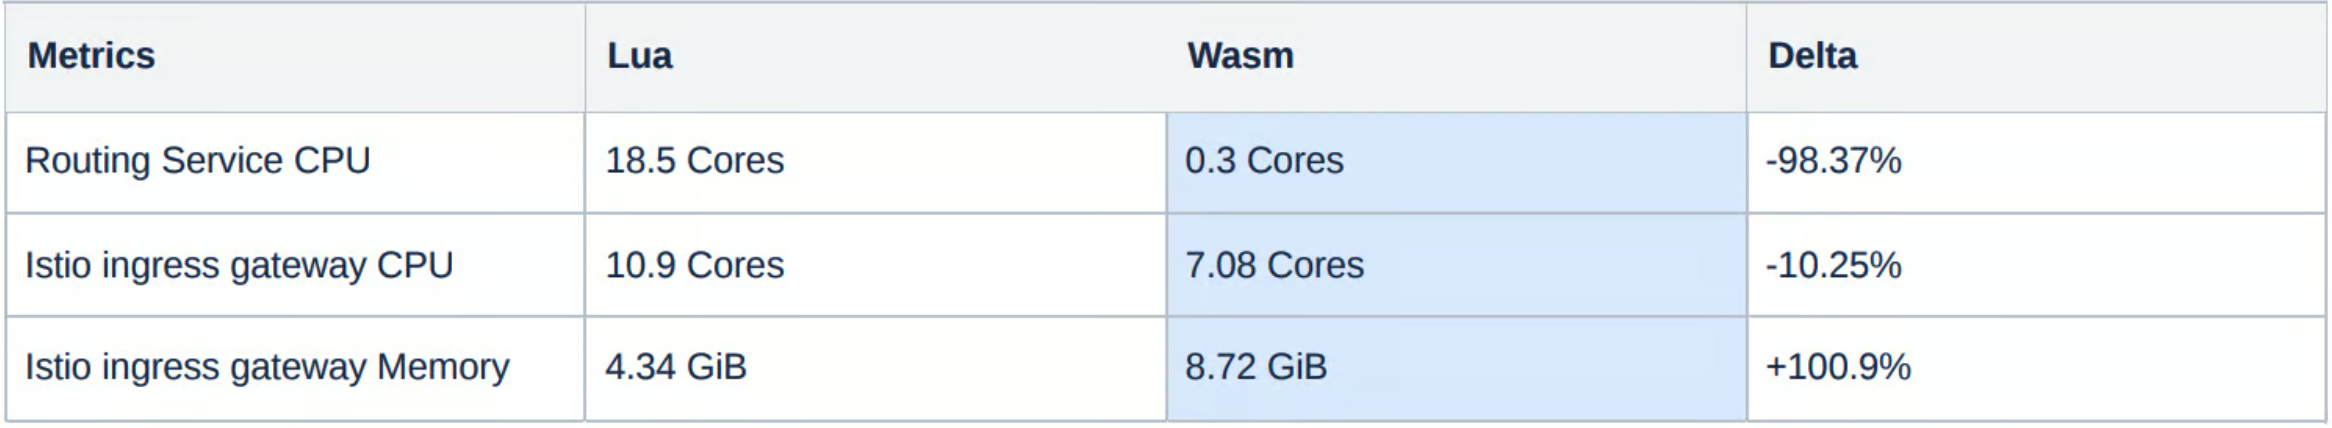 Metrics Lua Wasm Delta
Routing Service CPU 18.5 Cores 0.3 Cores -98.37%
Istio ingress gateway CPU 10.9 Cores 7.08 Cores -10.25%
Istio ingress gateway Memory 4.34 GiB 8.72 GiB +100.9%